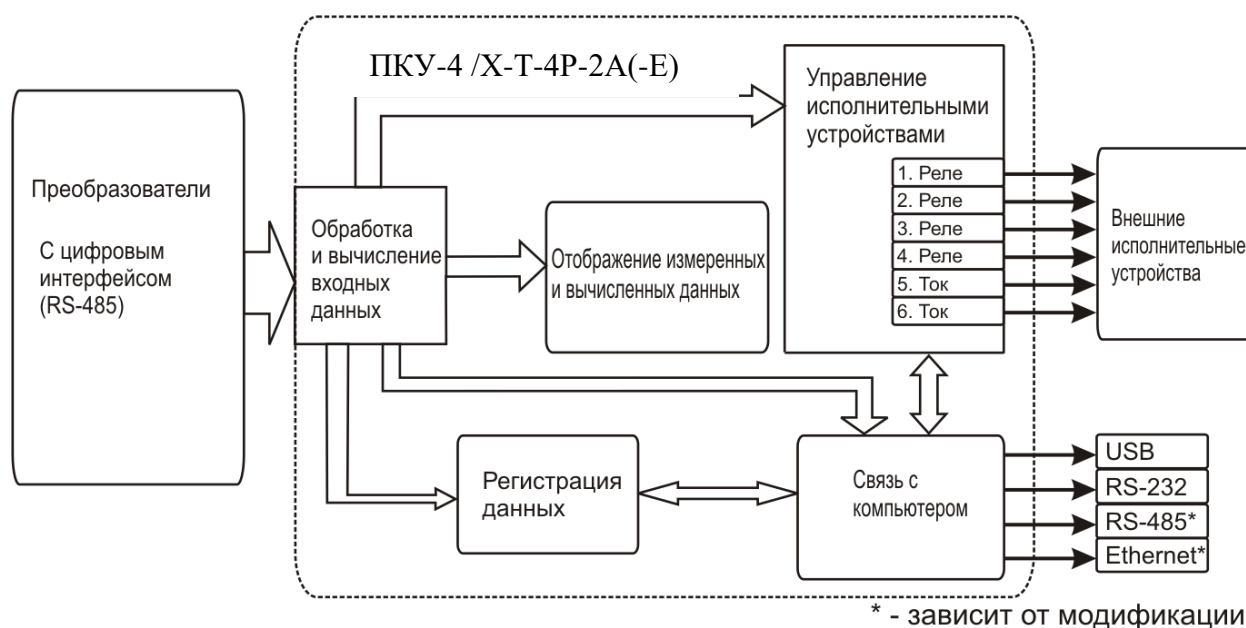 ПКУ-4 /Х-Т-4Р-2А(-Е)
Преобразователи
С цифровым
интерфейсом
(RS-485)
Обработка
и вычисление
входных
данных
Отображение измеренных
и вычисленных данных
Управление
исполнительными
устройствами
1. Реле
2. Реле
3. Реле
4. Реле
5. Ток
6. Ток
Внешние
исполнительные
устройства
Регистрация
данных
Связь с
компьютером
USB
RS-232
RS-485*
Ethernet*
* - зависит от модификации